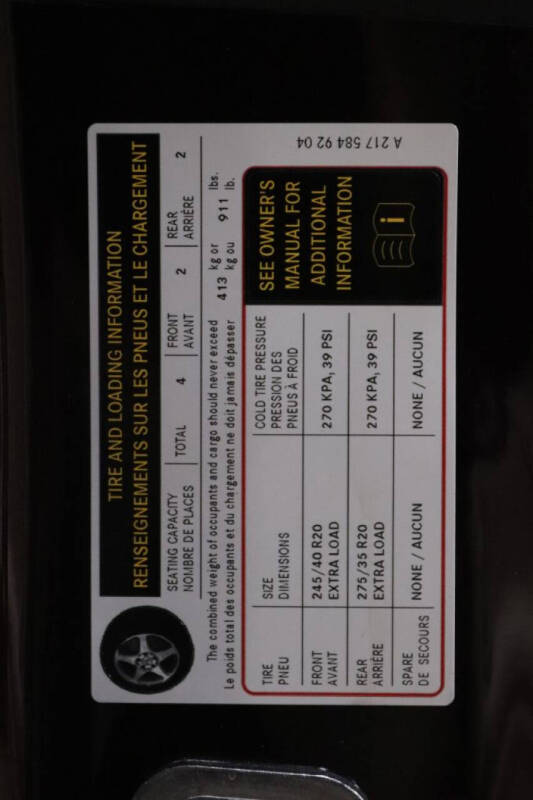 TIRE AND LOADING INFORMATION
RENSEIGNEMENTS SUR LES PNEUS ET LE CHARGEMENT
SEATING CAPACITY
NOMBRE DE PLACES
TOTAL 4
FRONT
AVANT 2
REAR
ARRIÈRE 2
The combined weight of occupants and cargo should never exceed 413 kg or lbs.
Le poids total des occupants et du chargement ne doit jamais dépasser kg ou 911 lb.
TIRE
PNEU
SIZE
DIMENSIONS
COLD TIRE PRESSURE
PRESSION DES
PNEUS À FROID
FRONT
AVANT
245/40 R20
EXTRA LOAD
270 KPA, 39 PSI
REAR
ARRIÈRE
275/35 R20
EXTRA LOAD
270 KPA, 39 PSI
SPARE
DE SECOURS
NONE / AUCUN
NONE / AUCUN
SEE OWNER'S
MANUAL FOR
ADDITIONAL
INFORMATION
i
A 217 584 92 04